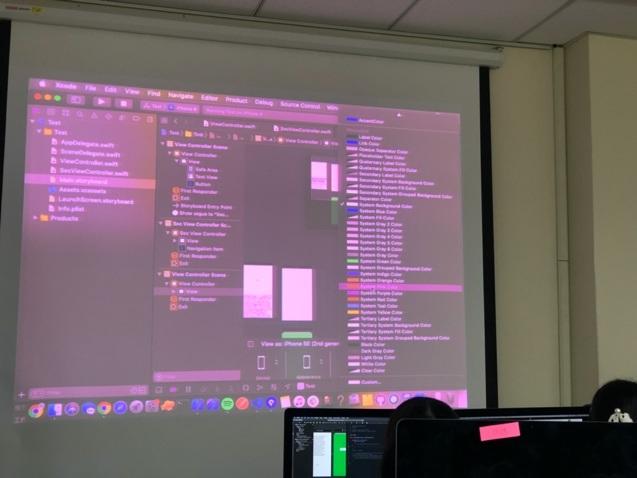 Xcode File Edit View Find Navigate Editor Product Debug Source Control
Test
Test
AppDelegate.swift
SceneDelegate.swift
ViewController.swift
SecViewController.swift
Main.storyboard
Assets.xcassets
LaunchScreen.storyboard
Info.plist
Products
ViewController.swift
SecViewController.swift
View Controller Scene
View Controller
View
Safe Area
Text View
Button
First Responder
Exit
Storyboard Entry Point
Show segue to "Sec...
Sec View Controller Sc...
Sec View Controller
View
Navigation Item
First Responder
Exit
View Controller Scene
View Controller
View
First Responder
Exit
View as: iPhone SE (2nd gener
Test
AccentColor
Label Color
Link Color
Opaque Separator Color
Placeholder Text Color
Quaternary Label Color
Quaternary System Fill Color
Secondary Label Color
Secondary System Background Color
Secondary System Fill Color
Secondary System Grouped Background Color
Separator Color
System Background Color
System Blue Color
System Fill Color
System Gray 2 Color
System Gray 3 Color
System Gray 4 Color
System Gray 5 Color
System Gray 6 Color
System Gray Color
System Green Color
System Grouped Background Color
System Indigo Color
System Orange Color
System Pink Color
System Purple Color
System Red Color
System Teal Color
System Yellow Color
Tertiary Label Color
Tertiary System Background Color
Tertiary System Fill Color
Tertiary System Grouped Background Color
Black Color
Dark Gray Color
Light Gray Color
White Color
Clear Color
Custom...